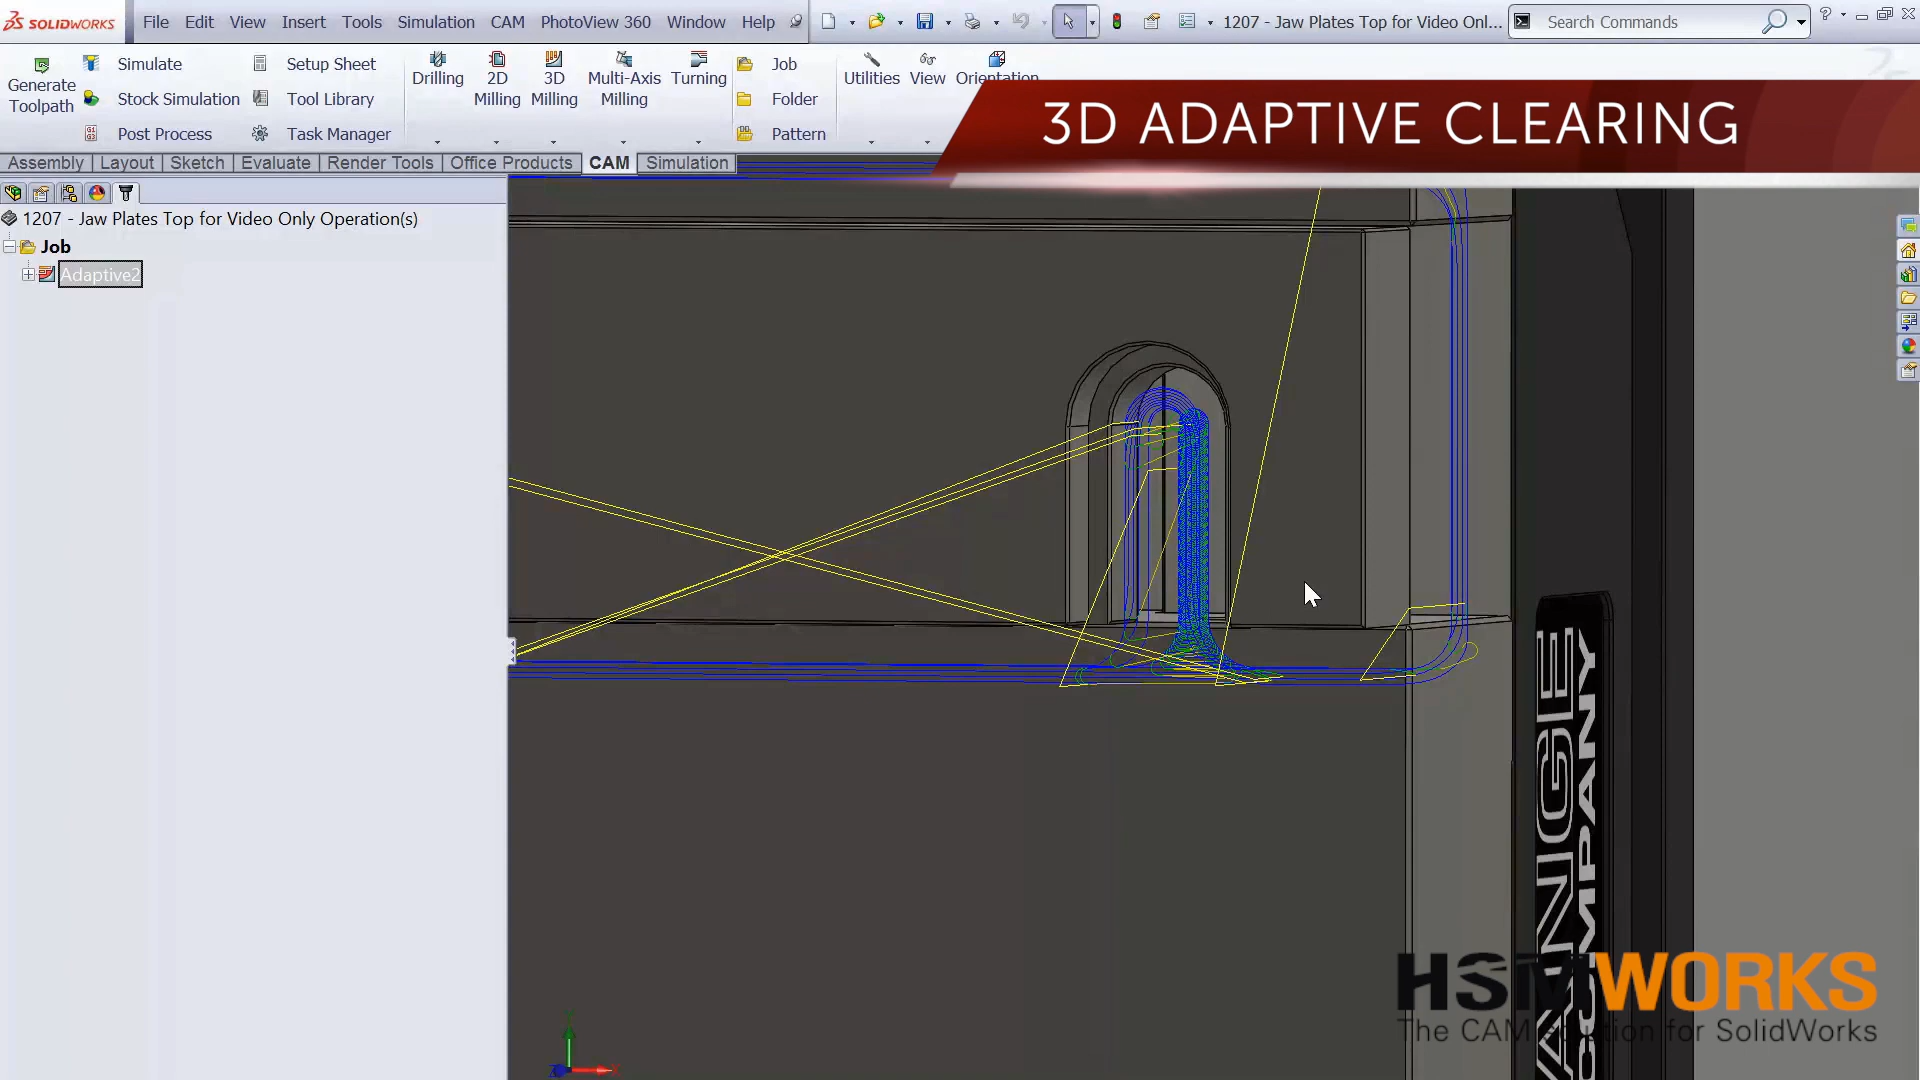 SOLIDWORKS File Edit View Insert Tools Simulation CAM PhotoView 360 Window Help 1207 - Jaw Plates Top for Video Onl... Search Commands
3D ADAPTIVE CLEARING
Generate Toolpath
Simulate
Stock Simulation
Post Process
Setup Sheet
Tool Library
Task Manager
Drilling
2D Milling
3D Milling
Multi-Axis Milling
Turning
Job
Folder
Pattern
Utilities
View
Orientation
Assembly Layout Sketch Evaluate Render Tools Office Products CAM Simulation
1207 - Jaw Plates Top for Video Only Operation(s)
Job
Adaptive2
COMPANY
HSMWORKS
The CAM solution for SolidWorks